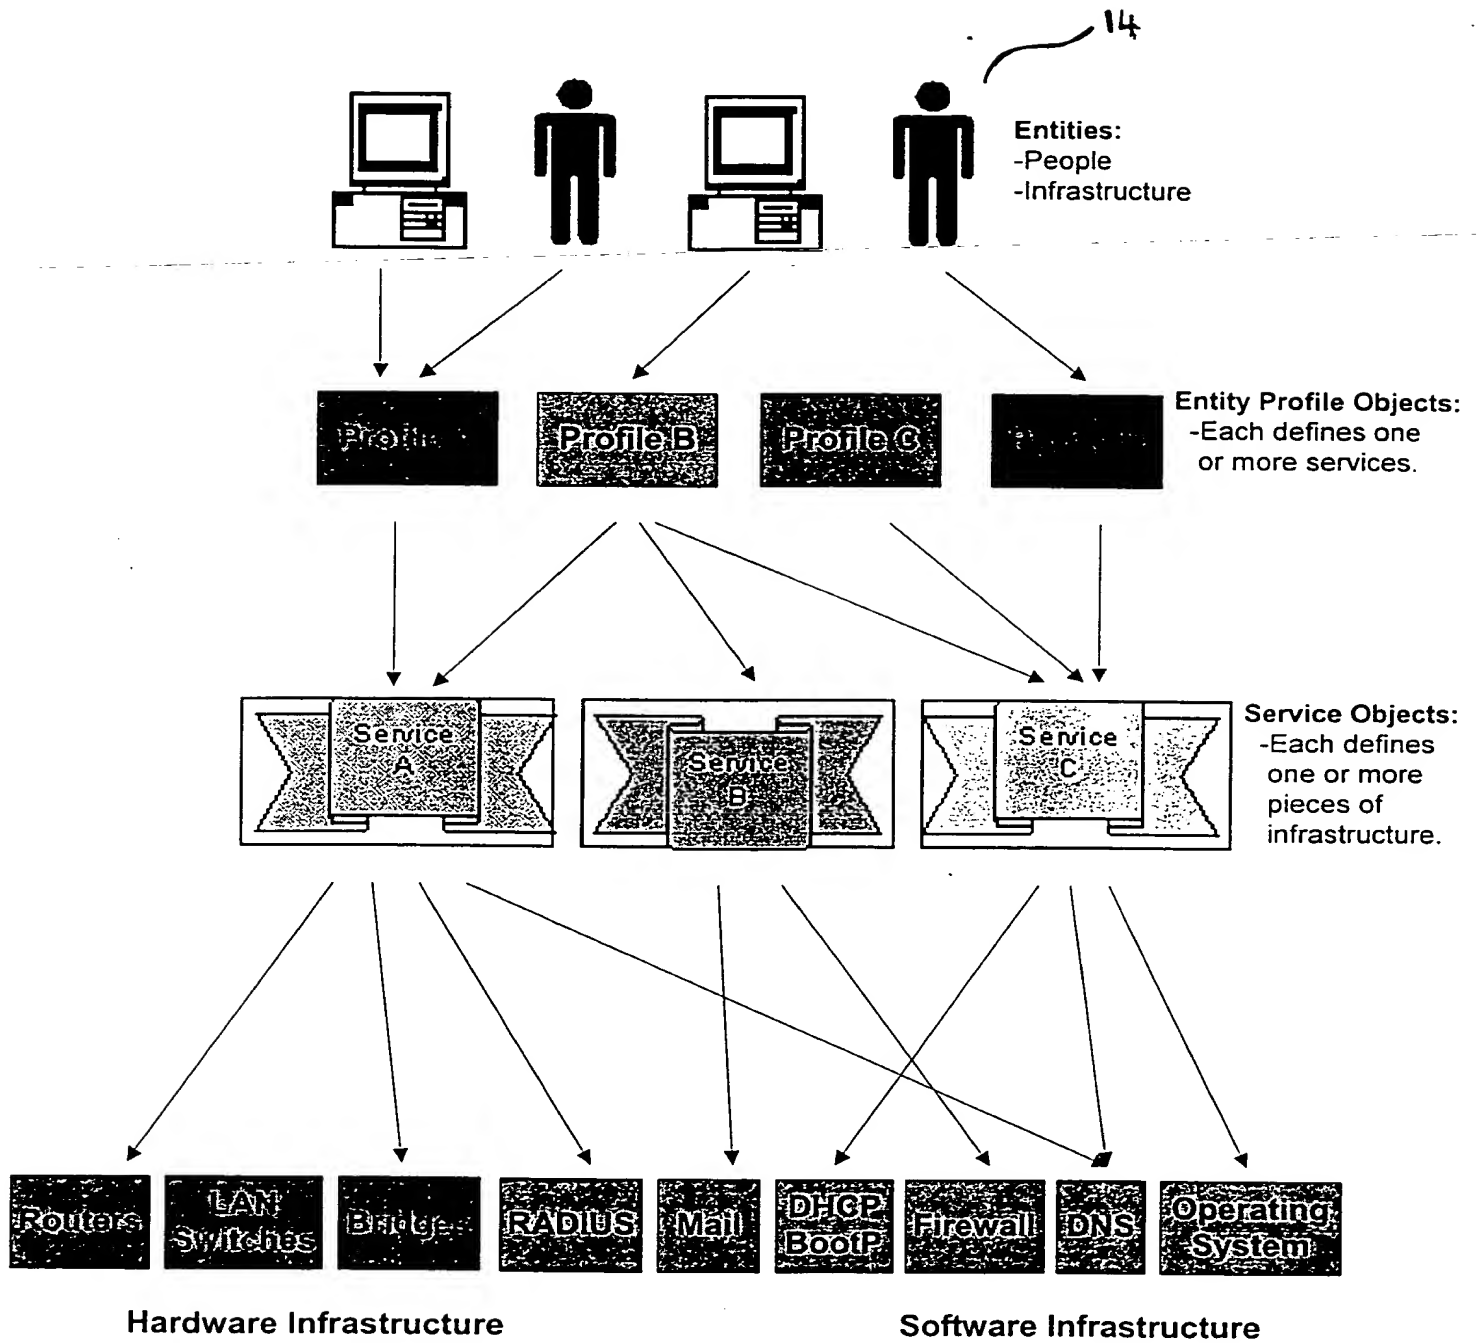 14
Entities:
-People
-Infrastructure
Profile B
Profile C
Entity Profile Objects:
-Each defines one
or more services.
Service
A
Service
B
Service
C
Service Objects:
-Each defines
one or more
pieces of
infrastructure.
Routers
LAN
Switches
Bridges
RADIUS
Mail
DHCP
BootP
Firewall
DNS
Operating
System
Hardware Infrastructure
Software Infrastructure